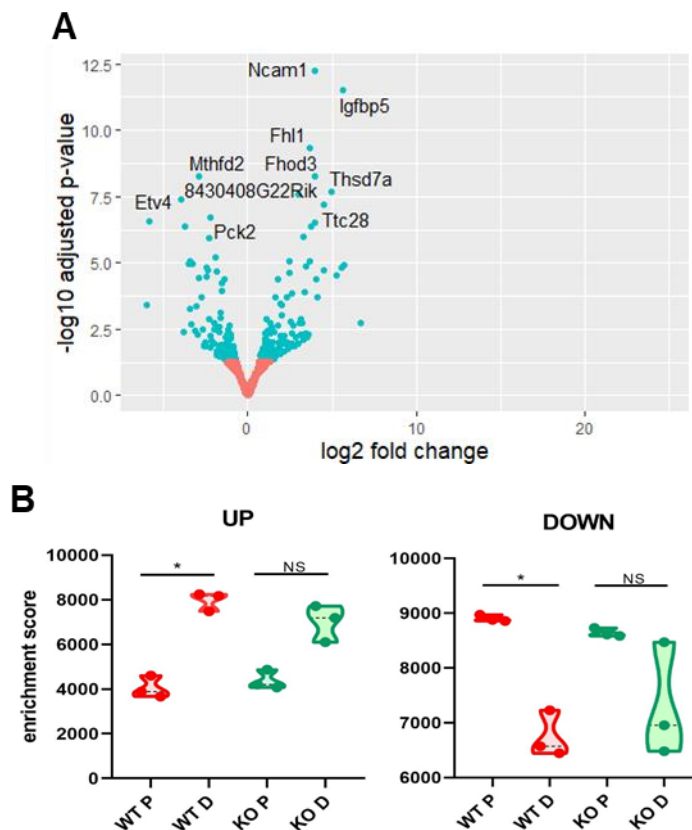 A
12.5
10.0
7.5
5.0
2.5
0.0
-log10 adjusted p-value
Ncam1
Igfbp5
Fhl1
Mthfd2
Fhod3
8430408G22Rik
Thsd7a
Etv4
Pck2
Ttc28
0
10
20
log2 fold change
B
UP
10000
8000
6000
4000
2000
0
enrichment score
*
NS
WT P
WT D
KO P
KO D
DOWN
10000
9000
8000
7000
6000
*
NS
WT P
WT D
KO P
KO D